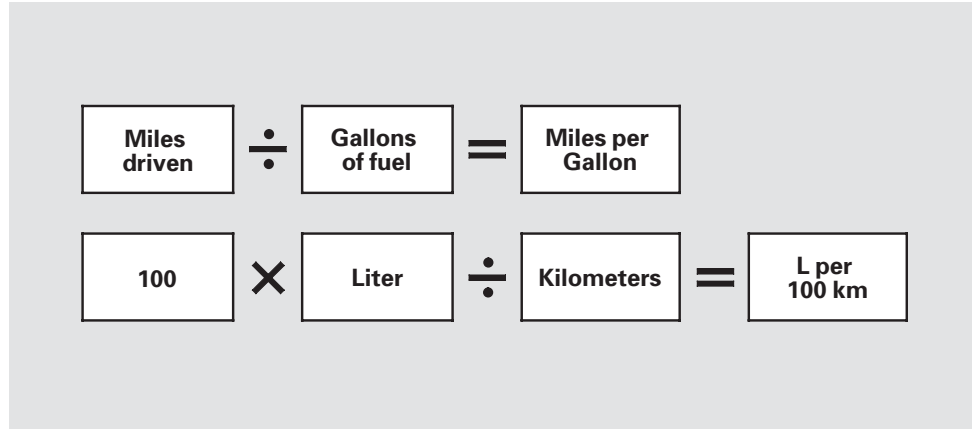 Miles
driven
÷
Gallons
of fuel
=
Miles per
Gallon
100
×
Liter
÷
Kilometers
=
L per
100 km